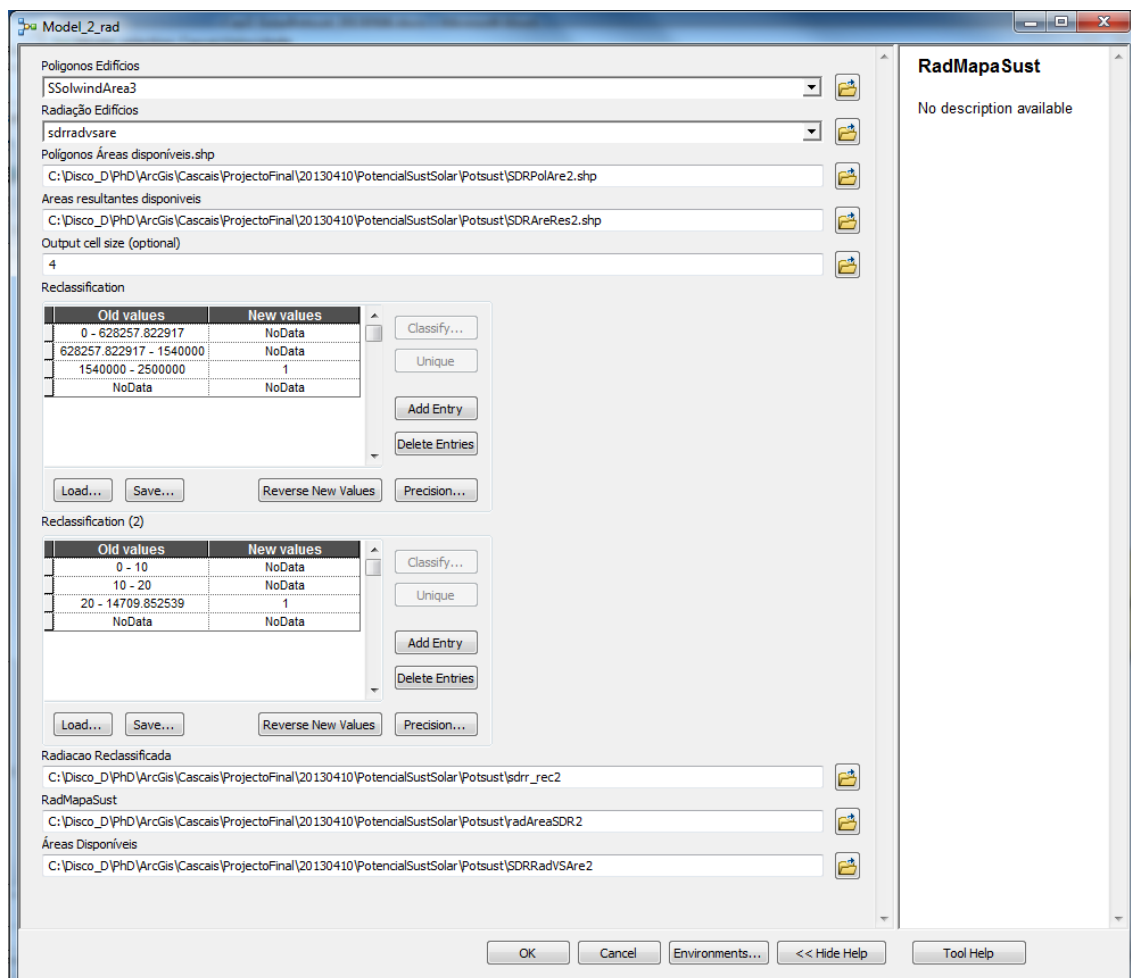 Model_2_rad
Poligonos Edifícios
SSolwindArea3
Radiação Edifícios
sdrradvsare
Polígonos Áreas disponíveis.shp
C:\Disco_D\PhD\ArcGis\Cascais\ProjectoFinal\20130410\PotencialSustSolar\Potsust\SDRPolAre2.shp
Areas resultantes disponiveis
C:\Disco_D\PhD\ArcGis\Cascais\ProjectoFinal\20130410\PotencialSustSolar\Potsust\SDRAreRes2.shp
Output cell size (optional)
4
Reclassification
Old values New values
0 - 628257.822917 NoData
628257.822917 - 1540000 NoData
1540000 - 2500000 1
NoData NoData
Classify...
Unique
Add Entry
Delete Entries
Load... Save... Reverse New Values Precision...
Reclassification (2)
Old values New values
0 - 10 NoData
10 - 20 NoData
20 - 14709.852539 1
NoData NoData
Classify...
Unique
Add Entry
Delete Entries
Load... Save... Reverse New Values Precision...
Radiacao Reclassificada
C:\Disco_D\PhD\ArcGis\Cascais\ProjectoFinal\20130410\PotencialSustSolar\Potsust\sdrr_rec2
RadMapaSust
C:\Disco_D\PhD\ArcGis\Cascais\ProjectoFinal\20130410\PotencialSustSolar\Potsust\radAreaSDR2
Áreas Disponíveis
C:\Disco_D\PhD\ArcGis\Cascais\ProjectoFinal\20130410\PotencialSustSolar\Potsust\SDRRadVSAre2
RadMapaSust
No description available
OK Cancel Environments... << Hide Help Tool Help